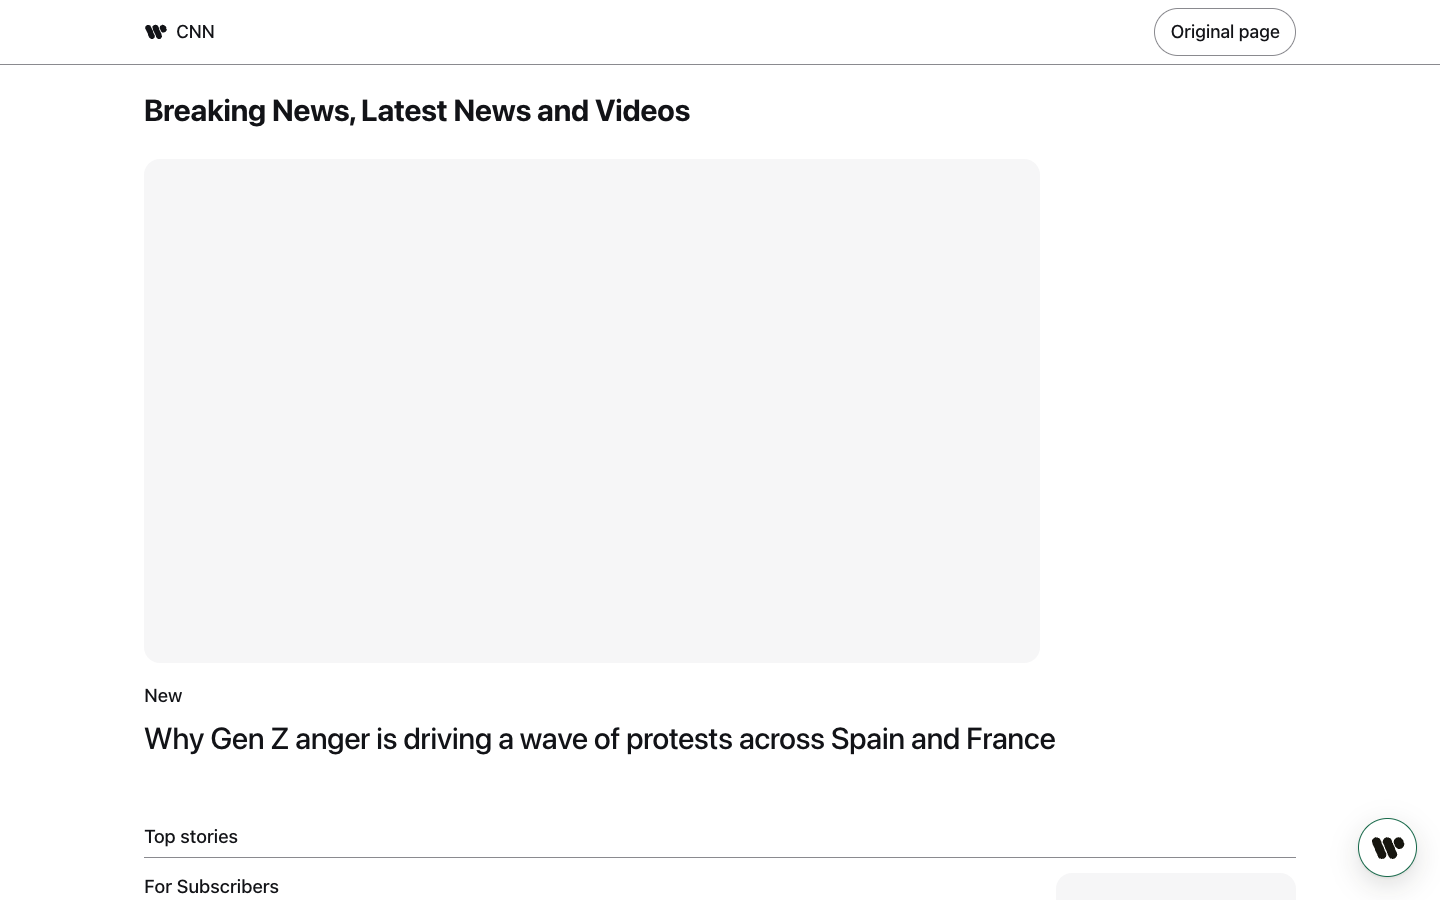 CNN
Original page
Breaking News, Latest News and Videos
New
Why Gen Z anger is driving a wave of protests across Spain and France
Top stories
For Subscribers